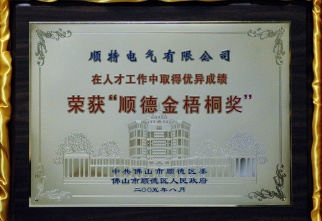 顺特电气有限公司
在人才工作中取得优异成绩
荣获“顺德金梧桐奖”
中共佛山市顺德区委
佛山市顺德区人民政府
二00五年八月